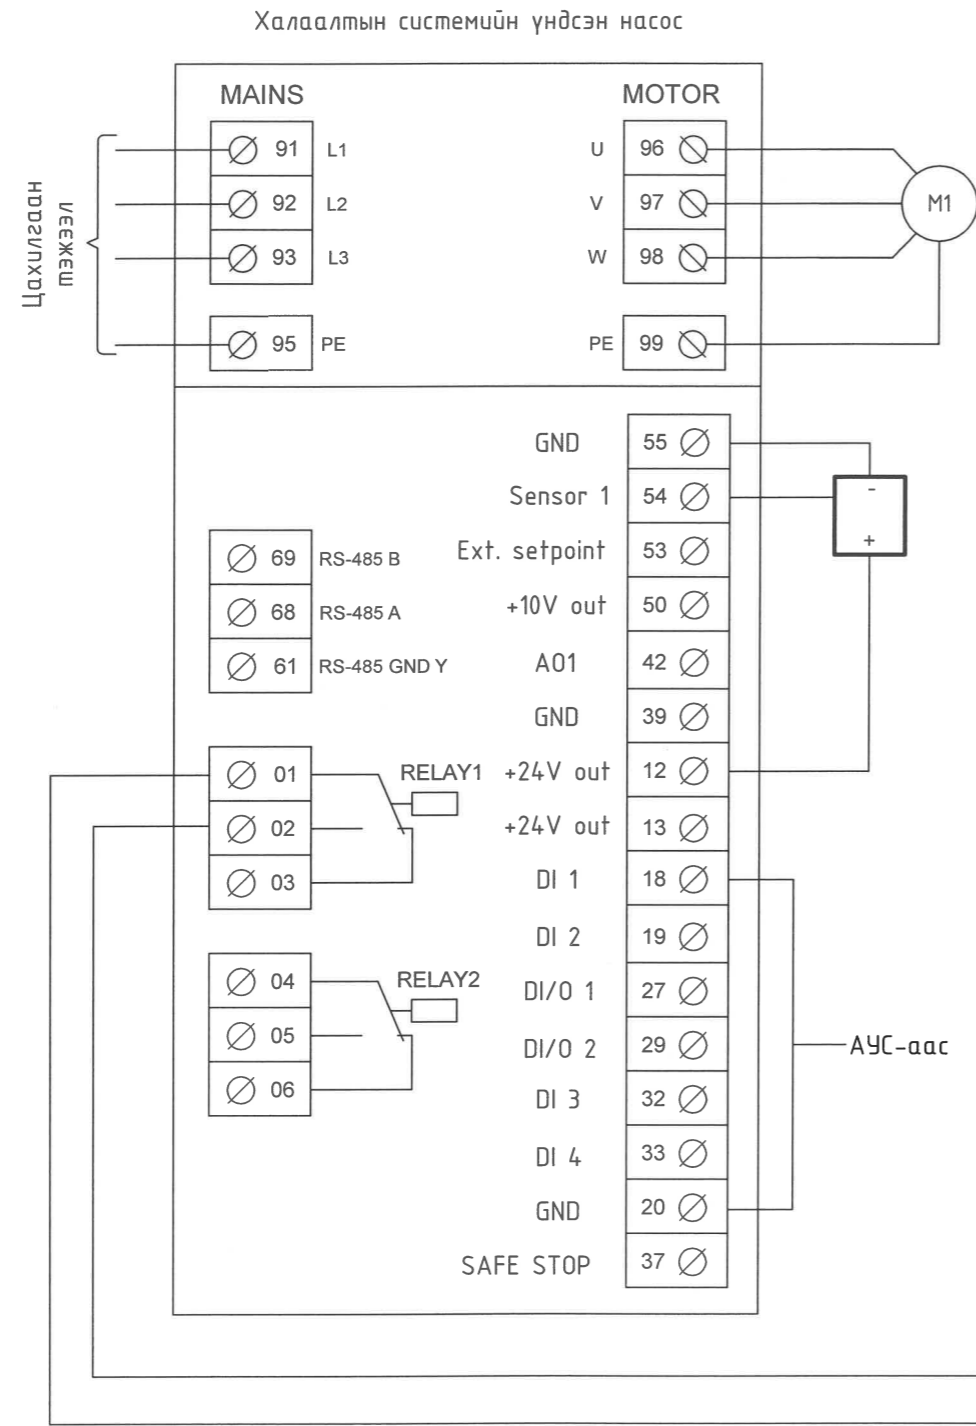 Халаалтын системийн үндсэн насос
MAINS
MOTOR
Цахилгаан
тэжээл
91 L1
92 L2
93 L3
95 PE
U 96
V 97
W 98
PE 99
M1
GND 55
Sensor 1 54
Ext. setpoint 53
+10V out 50
AO1 42
GND 39
+24V out 12
+24V out 13
DI 1 18
DI 2 19
DI/O 1 27
DI/O 2 29
DI 3 32
DI 4 33
GND 20
SAFE STOP 37
-
+
69 RS-485 B
68 RS-485 A
61 RS-485 GND Y
01 RELAY1
02
03
04 RELAY2
05
06
АУС-аас